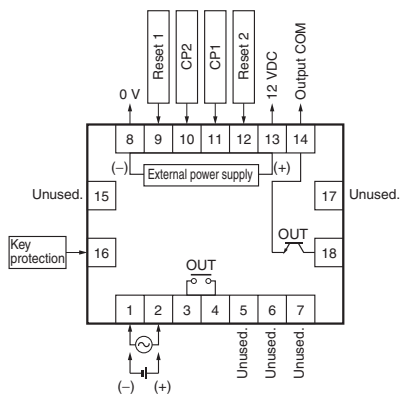 0 V
Reset 1
CP2
CP1
Reset 2
12 VDC
Output COM
8 9 10 11 12 13 14
(−) External power supply (+)
Unused. 15
17 Unused.
Key
protection
16
OUT
18
OUT
1 2 3 4 5 6 7
Unused.
Unused.
Unused.
(−) (+)